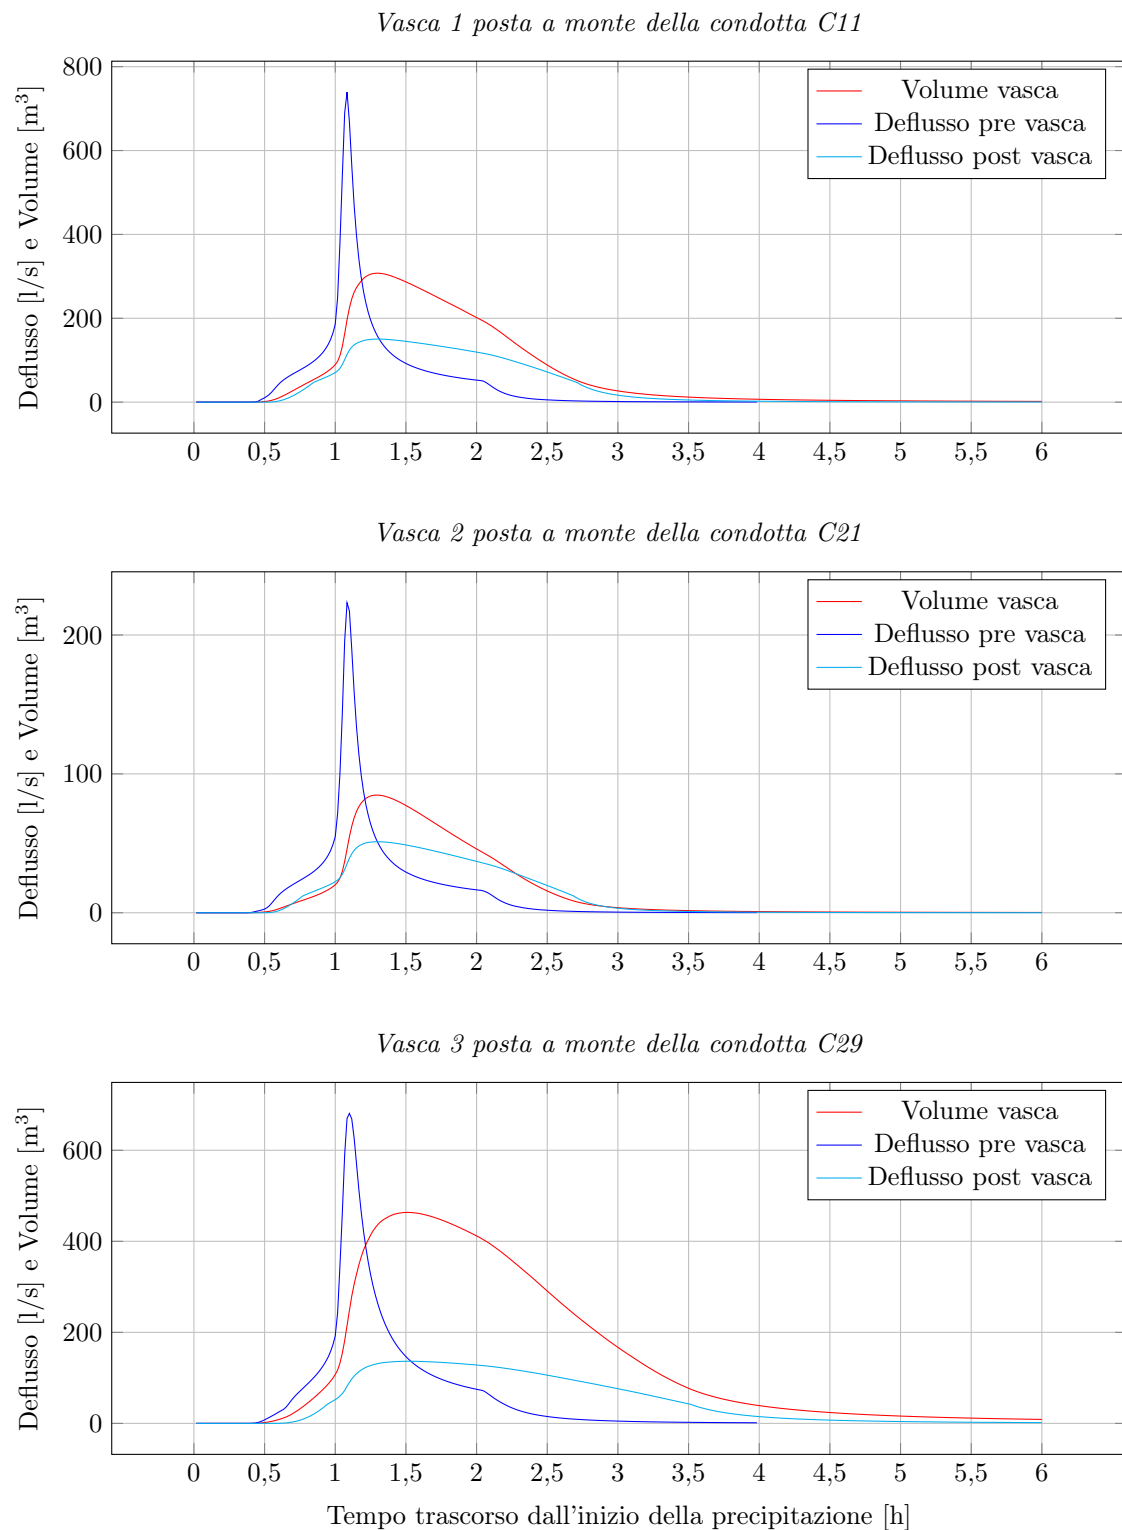 Vasca 1 posta a monte della condotta C11
Deflusso [l/s] e Volume [m³]
800
600
400
200
0
Volume vasca
Deflusso pre vasca
Deflusso post vasca
0 0,5 1 1,5 2 2,5 3 3,5 4 4,5 5 5,5 6
Vasca 2 posta a monte della condotta C21
Deflusso [l/s] e Volume [m³]
200
100
0
Volume vasca
Deflusso pre vasca
Deflusso post vasca
0 0,5 1 1,5 2 2,5 3 3,5 4 4,5 5 5,5 6
Vasca 3 posta a monte della condotta C29
Deflusso [l/s] e Volume [m³]
600
400
200
0
Volume vasca
Deflusso pre vasca
Deflusso post vasca
0 0,5 1 1,5 2 2,5 3 3,5 4 4,5 5 5,5 6
Tempo trascorso dall'inizio della precipitazione [h]